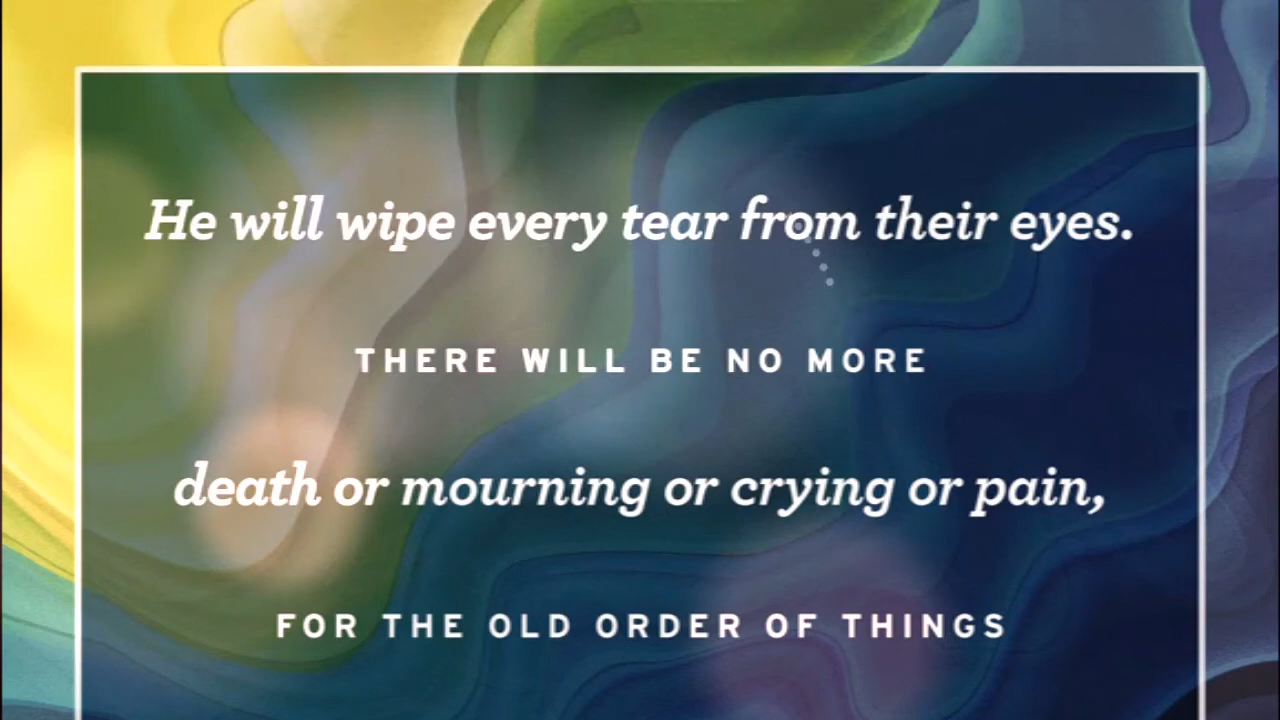 He will wipe every tear from their eyes.
THERE WILL BE NO MORE
death or mourning or crying or pain,
FOR THE OLD ORDER OF THINGS